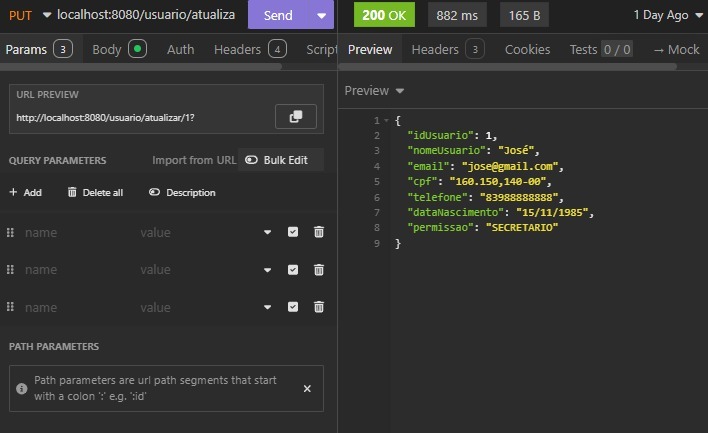 PUT localhost:8080/usuario/atualiza Send
200 OK 882 ms 165 B 1 Day Ago
Params 3 Body Auth Headers 4 Script
Preview Headers 3 Cookies Tests 0 / 0 → Mock
URL PREVIEW
http://localhost:8080/usuario/atualizar/1?
QUERY PARAMETERS Import from URL Bulk Edit
+ Add Delete all Description
name value
name value
name value
PATH PARAMETERS
Path parameters are url path segments that start
with a colon ':' e.g. ':id'
Preview
1 {
2 "idUsuario": 1,
3 "nomeUsuario": "José",
4 "email": "jose@gmail.com",
5 "cpf": "160.150,140-00",
6 "telefone": "83988888888",
7 "dataNascimento": "15/11/1985",
8 "permissao": "SECRETARIO"
9 }